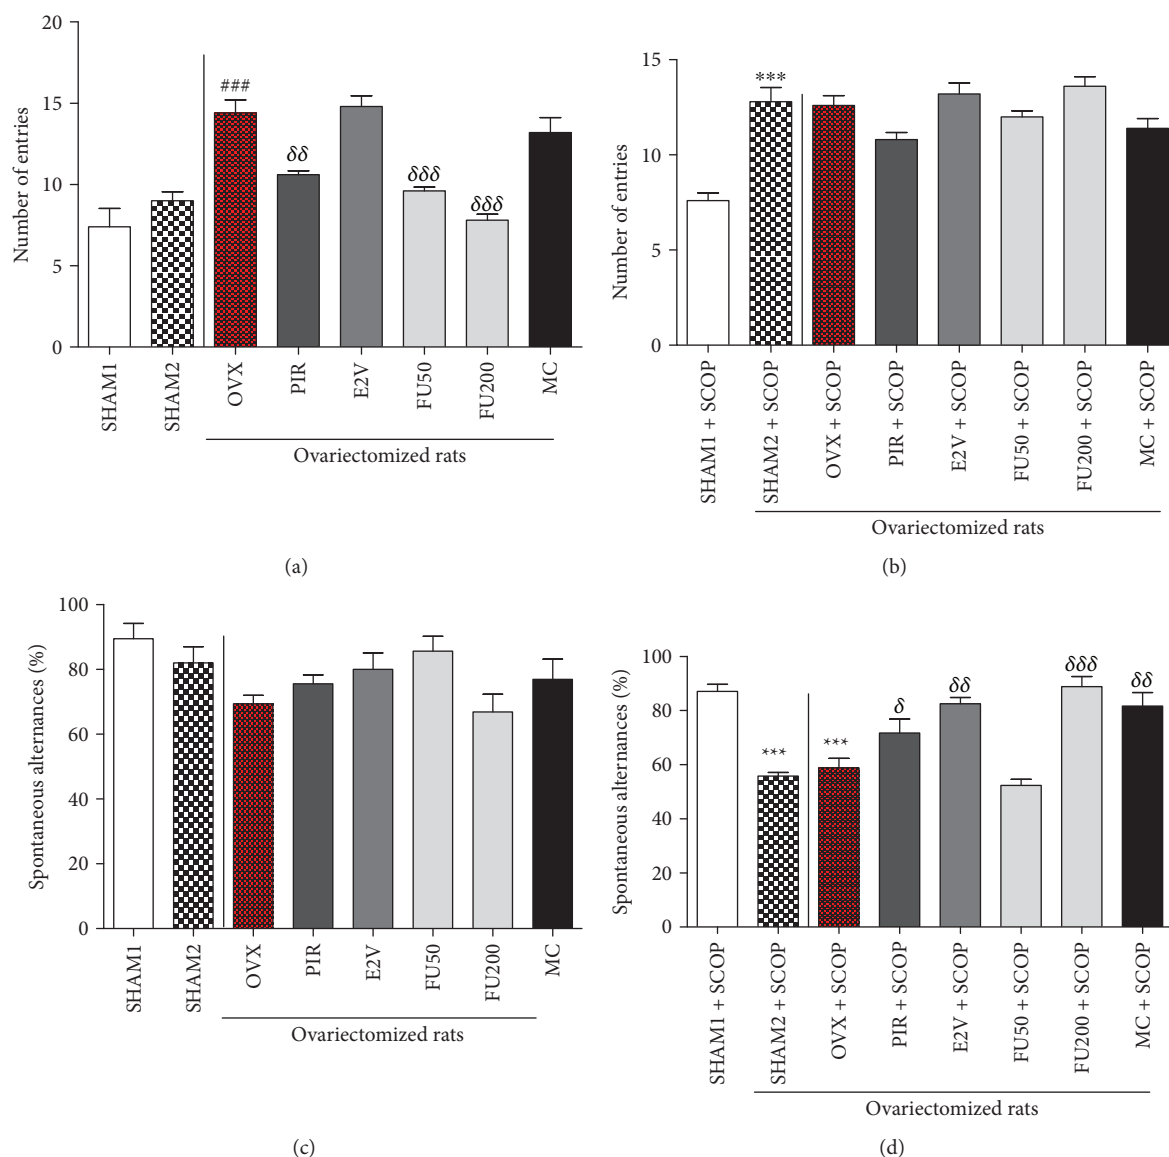 20
15
10
5
0
Number of entries
###
δδ
δδδ
δδδ
SHAM1
SHAM2
OVX
PIR
E2V
FU50
FU200
MC
Ovariectomized rats
(a)
15
10
5
0
Number of entries
***
SHAM1 + SCOP
SHAM2 + SCOP
OVX + SCOP
PIR + SCOP
E2V + SCOP
FU50 + SCOP
FU200 + SCOP
MC + SCOP
Ovariectomized rats
(b)
100
80
60
40
20
0
Spontaneous alternances (%)
SHAM1
SHAM2
OVX
PIR
E2V
FU50
FU200
MC
Ovariectomized rats
(c)
100
80
60
40
20
0
Spontaneous alternances (%)
***
***
δ
δδ
δδδ
δδ
SHAM1 + SCOP
SHAM2 + SCOP
OVX + SCOP
PIR + SCOP
E2V + SCOP
FU50 + SCOP
FU200 + SCOP
MC + SCOP
Ovariectomized rats
(d)